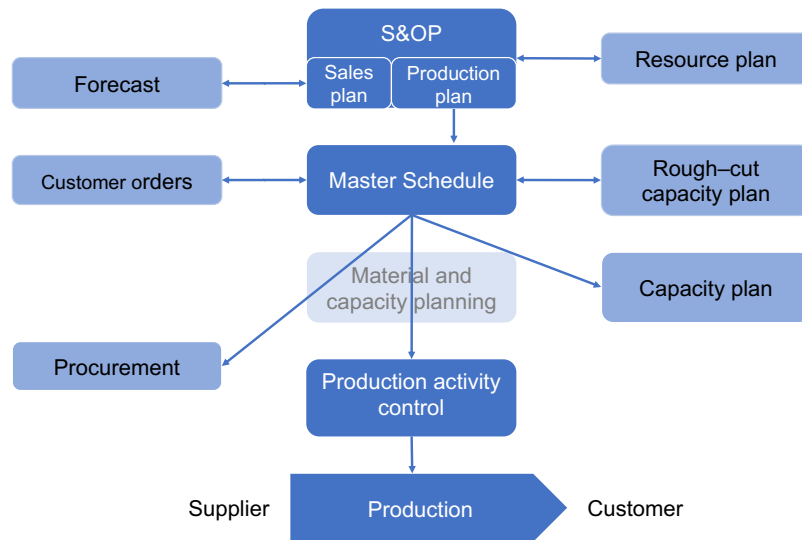 S&OP
Forecast
Sales
plan
Production
plan
Resource plan
Customer orders
Master Schedule
Rough–cut
capacity plan
Material and
capacity planning
Capacity plan
Procurement
Production activity
control
Supplier
Production
Customer